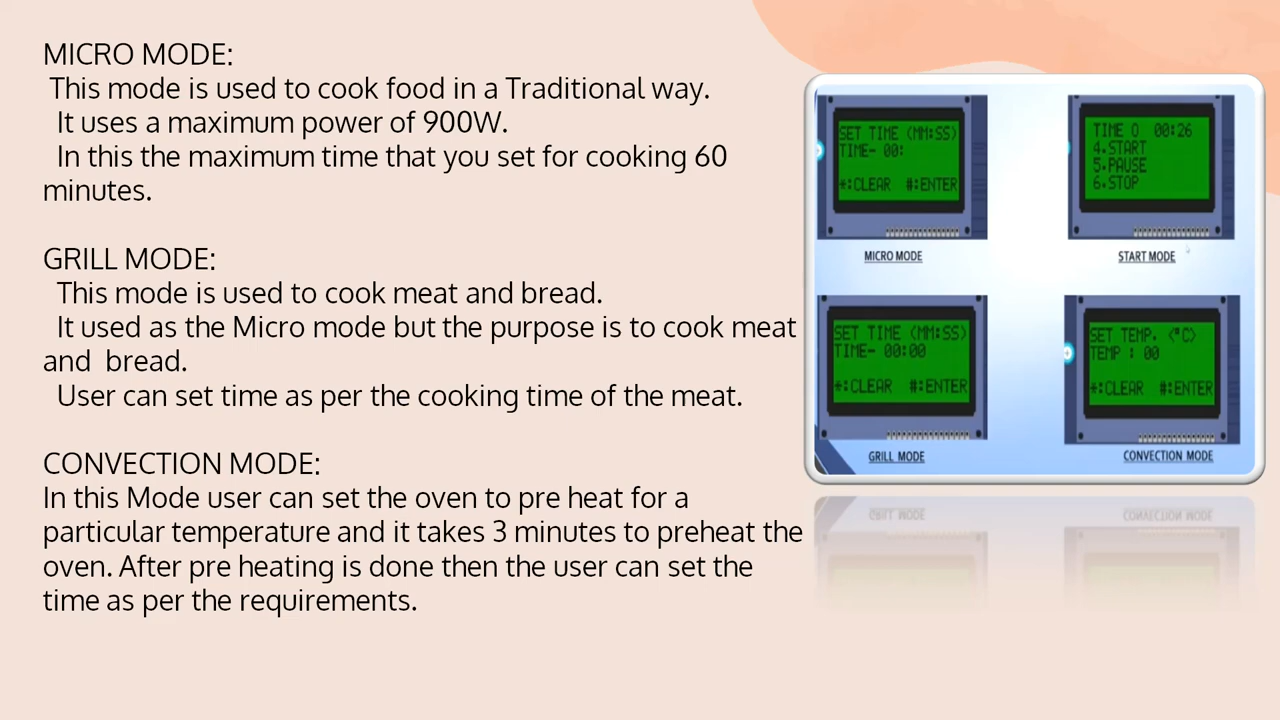 MICRO MODE:
This mode is used to cook food in a Traditional way.
It uses a maximum power of 900W.
In this the maximum time that you set for cooking 60
minutes.
GRILL MODE:
This mode is used to cook meat and bread.
It used as the Micro mode but the purpose is to cook meat
and bread.
User can set time as per the cooking time of the meat.
CONVECTION MODE:
In this Mode user can set the oven to pre heat for a
particular temperature and it takes 3 minutes to preheat the
oven. After pre heating is done then the user can set the
time as per the requirements.
SET TIME (MM:SS)
TIME- 00:
*:CLEAR #:ENTER
MICRO MODE
TIME 0 00:26
4.START
5.PAUSE
6.STOP
START MODE
SET TIME (MM:SS)
TIME- 00:00
*:CLEAR #:ENTER
GRILL MODE
SET TEMP. (°C)
TEMP : 00
*:CLEAR #:ENTER
CONVECTION MODE